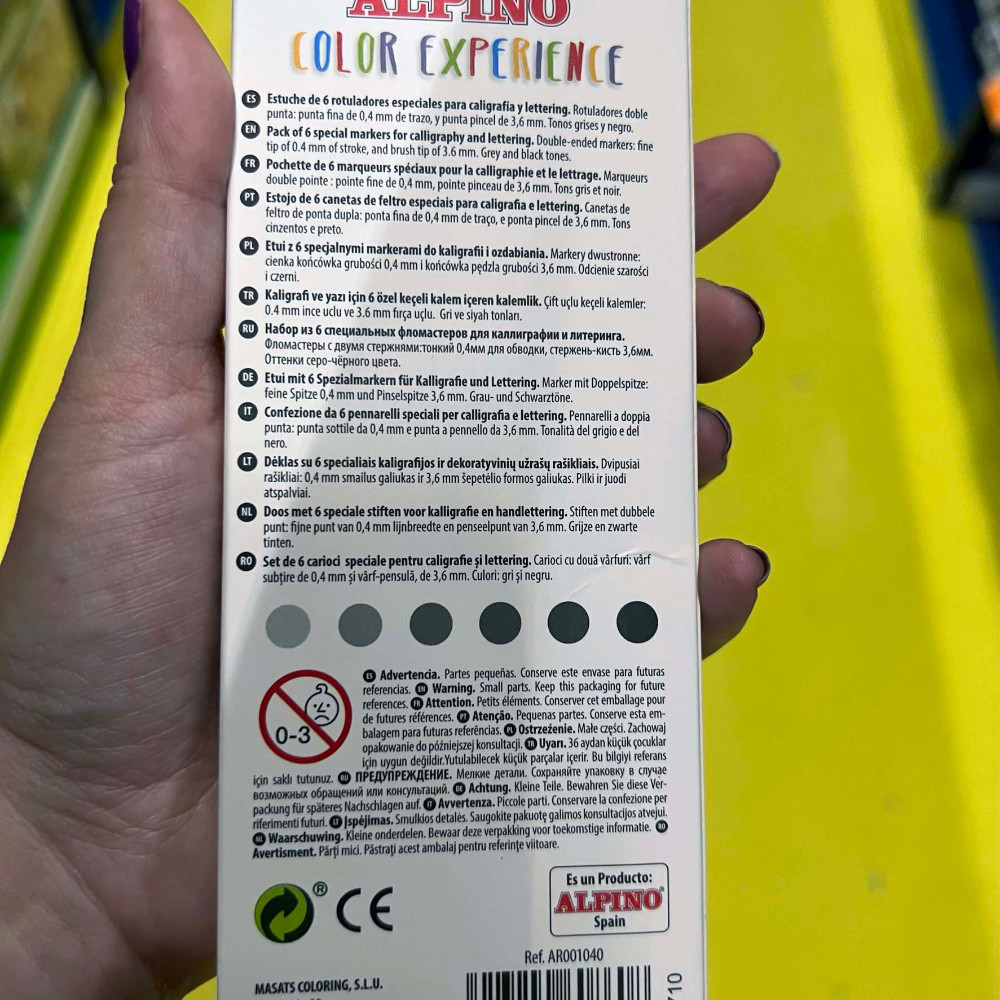 ALPINO
COLOR EXPERIENCE
ES Estuche de 6 rotuladores especiales para caligrafía y lettering. Rotuladores doble
punta: punta fina de 0,4 mm de trazo, y punta pincel de 3,6 mm. Tonos grises y negro.
EN Pack of 6 special markers for calligraphy and lettering. Double-ended markers: fine
tip of 0.4 mm of stroke, and brush tip of 3.6 mm. Grey and black tones.
FR Pochette de 6 marqueurs spéciaux pour la calligraphie et le lettrage. Marqueurs
double pointe : pointe fine de 0,4 mm, pointe pinceau de 3,6 mm. Tons gris et noir.
PT Estojo de 6 canetas de feltro especiais para caligrafia e lettering. Canetas de
feltro de ponta dupla: ponta fina de 0,4 mm de traço, e ponta pincel de 3,6 mm. Tons
cinzentos e preto.
PL Etui z 6 specjalnymi markerami do kaligrafii i ozdabiania. Markery dwustronne:
cienka końcówka grubości 0,4 mm i końcówka pędzla grubości 3,6 mm. Odcienie szarości
i czerni.
TR Kaligrafi ve yazı için 6 özel keçeli kalem içeren kalemlik. Çift uçlu keçeli kalemler:
0.4 mm ince uclu ve 3.6 mm fırça uçlu. Gri ve siyah tonları.
RU Набор из 6 специальных фломастеров для каллиграфии и литеринга.
Фломастеры с двумя стержнями:тонкий 0,4мм для обводки, стержень-кисть 3,6мм.
Оттенки серо-чёрного цвета.
DE Etui mit 6 Spezialmarkern für Kalligrafie und Lettering. Marker mit Doppelspitze:
feine Spitze 0,4 mm und Pinselspitze 3,6 mm. Grau- und Schwarztöne.
IT Confezione da 6 pennarelli speciali per calligrafia e lettering. Pennarelli a doppia
punta: punta sottile da 0,4 mm e punta a pennello da 3,6 mm. Tonalità del grigio e del
nero.
LT Dėklas su 6 specialiais kaligrafijos ir dekoratyvinių užrašų rašikliais. Dvipusiai
rašikliai: 0,4 mm smailus galiukas ir 3,6 mm šepetėlio formos galiukas. Pilki ir juodi
atspalviai.
NL Doos met 6 speciale stiften voor kalligrafie en handlettering. Stiften met dubbele
punt: fijne punt van 0,4 mm lijnbreedte en penseelpunt van 3,6 mm. Grijze en zwarte
tinten.
RO Set de 6 carioci speciale pentru caligrafie și lettering. Carioci cu două vârfuri: vârf
subțire de 0,4 mm și vârf-pensulă, de 3,6 mm. Culori: gri și negru.
0-3
ES Advertencia. Partes pequeñas. Conserve este envase para futuras
referencias. EN Warning. Small parts. Keep this packaging for future
references. FR Attention. Petits éléments. Conserver cet emballage pour
de futures références. PT Atenção. Pequenas partes. Conserve esta em-
balagem para futuras referências. PL Ostrzeżenie. Małe części. Zachowaj
opakowanie do późniejszej konsultacji. TR Uyarı. 36 aydan küçük çocuklar
için uygun değildir.Yutulabilecek küçük parçalar içerir. Bu bilgiyi referans
için saklı tutunuz. RU ПРЕДУПРЕЖДЕНИЕ. Мелкие детали. Сохраняйте упаковку в случае
возможных обращений или консультаций. DE Achtung. Kleine Teile. Bewahren Sie diese Ver-
packung für späteres Nachschlagen auf. IT Avvertenza. Piccole parti. Conservare la confezione per
riferimenti futuri. LT Įspėjimas. Smulkios detalės. Saugokite pakuotę galimos konsultacijos atvejui.
NL Waarschuwing. Kleine onderdelen. Bewaar deze verpakking voor toekomstige informatie. RO
Avertisment. Părți mici. Păstrați acest ambalaj pentru referințe viitoare.
® CE
Es un Producto:
ALPINO®
Spain
Ref. AR001040
MASATS COLORING, S.L.U.
710